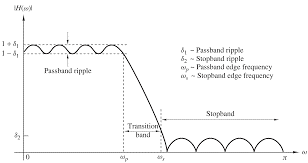 |H(ω)|
1 + δ₁
1 − δ₁
δ₁ ~ Passband ripple
δ₂ ~ Stopband ripple
ωₚ ~ Passband edge frequency
ωₛ ~ Stopband edge frequency
Passband ripple
Stopband
Transition
band
δ₂
0
ωₚ
ωₛ
π
ω